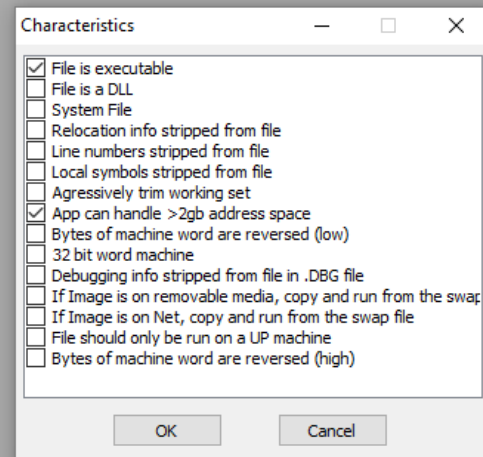 Characteristics
File is executable
File is a DLL
System File
Relocation info stripped from file
Line numbers stripped from file
Local symbols stripped from file
Agressively trim working set
App can handle >2gb address space
Bytes of machine word are reversed (low)
32 bit word machine
Debugging info stripped from file in .DBG file
If Image is on removable media, copy and run from the swap
If Image is on Net, copy and run from the swap file
File should only be run on a UP machine
Bytes of machine word are reversed (high)
OK Cancel